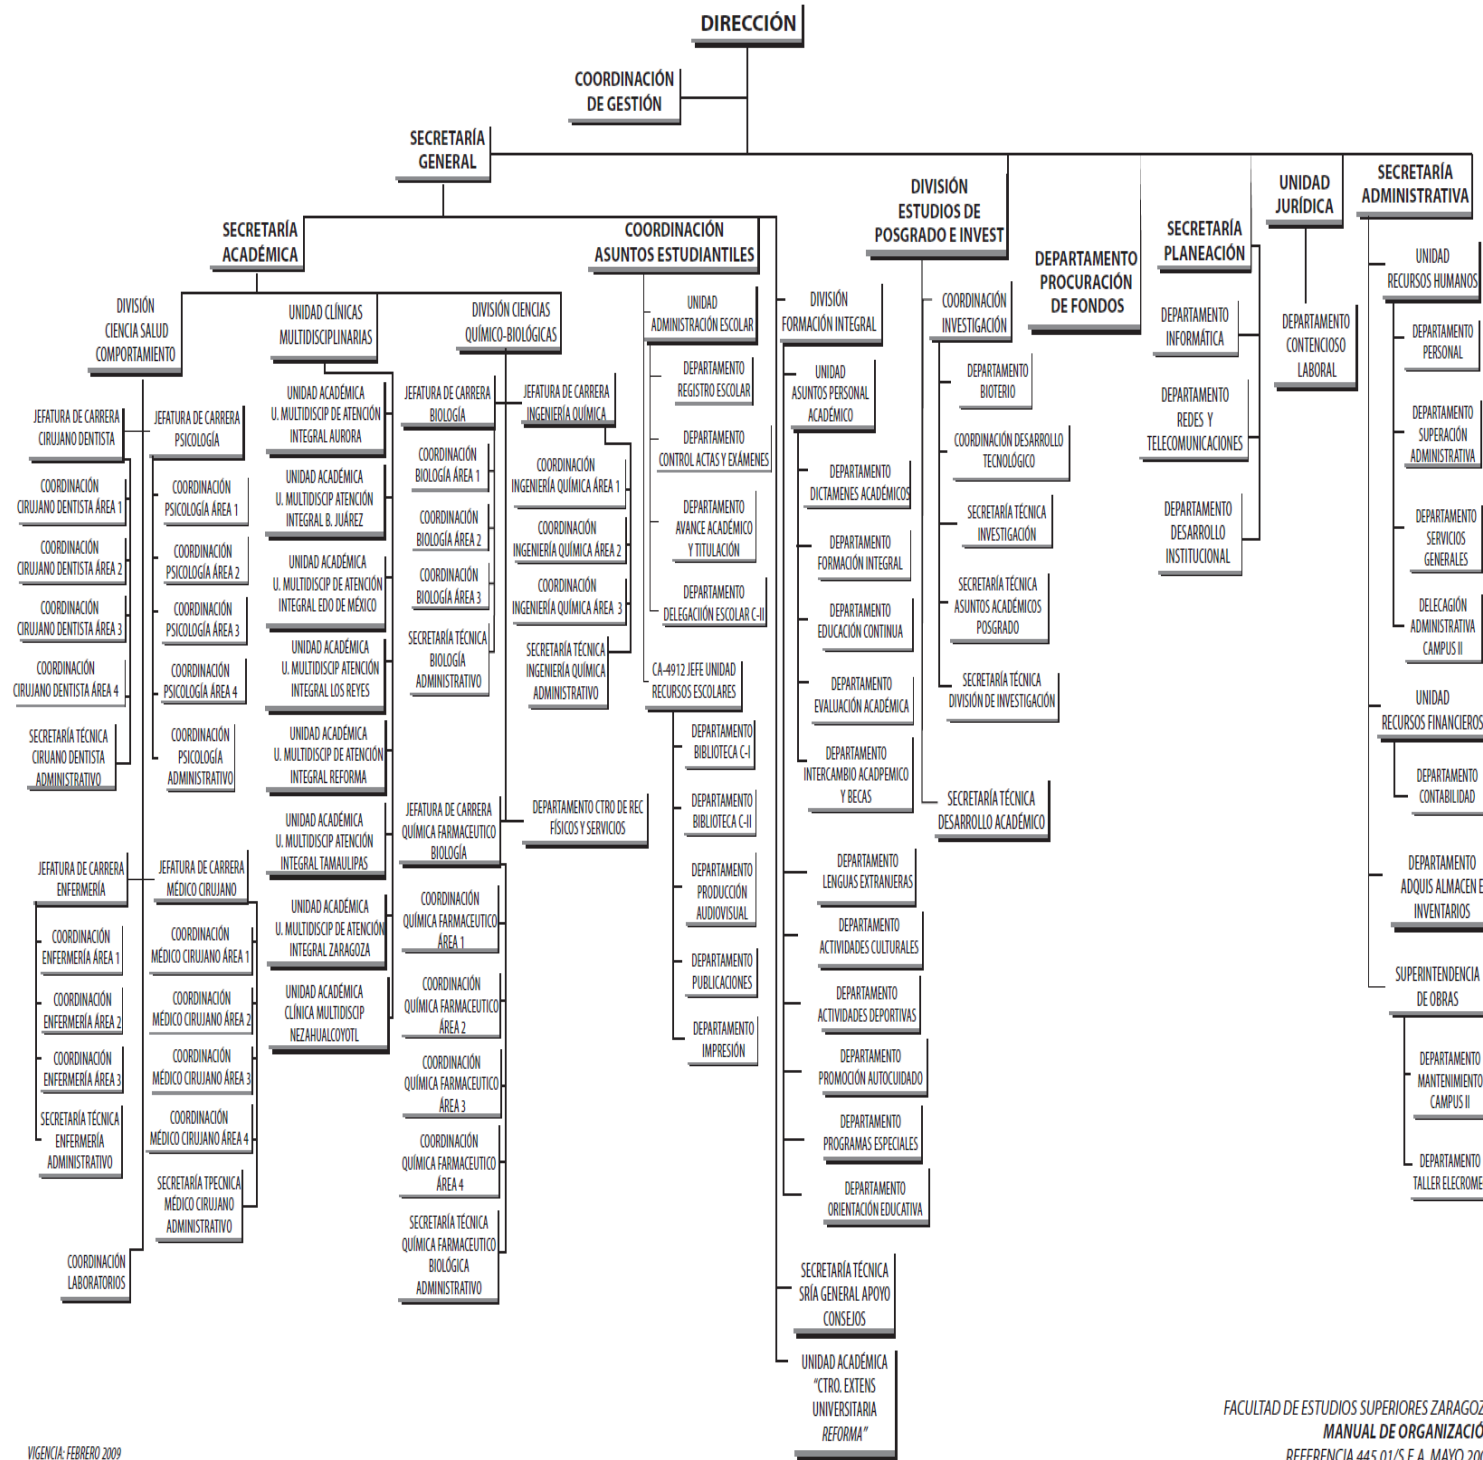 DIRECCIÓN
COORDINACIÓN
DE GESTIÓN
SECRETARÍA
GENERAL
SECRETARÍA
ACADÉMICA
DIVISIÓN
CIENCIA SALUD
COMPORTAMIENTO
JEFATURA DE CARRERA
CIRUJANO DENTISTA
COORDINACIÓN
CIRUJANO DENTISTA ÁREA 1
COORDINACIÓN
CIRUJANO DENTISTA ÁREA 2
COORDINACIÓN
CIRUJANO DENTISTA ÁREA 3
COORDINACIÓN
CIRUJANO DENTISTA ÁREA 4
SECRETARÍA TÉCNICA
CIRUANO DENTISTA
ADMINISTRATIVO
JEFATURA DE CARRERA
PSICOLOGÍA
COORDINACIÓN
PSICOLOGÍA ÁREA 1
COORDINACIÓN
PSICOLOGÍA ÁREA 2
COORDINACIÓN
PSICOLOGÍA ÁREA 3
COORDINACIÓN
PSICOLOGÍA ÁREA 4
COORDINACIÓN
PSICOLOGÍA
ADMINISTRATIVO
JEFATURA DE CARRERA
ENFERMERÍA
COORDINACIÓN
ENFERMERÍA ÁREA 1
COORDINACIÓN
ENFERMERÍA ÁREA 2
COORDINACIÓN
ENFERMERÍA ÁREA 3
SECRETARÍA TÉCNICA
ENFERMERÍA
ADMINISTRATIVO
JEFATURA DE CARRERA
MÉDICO CIRUJANO
COORDINACIÓN
MÉDICO CIRUJANO ÁREA 1
COORDINACIÓN
MÉDICO CIRUJANO ÁREA 2
COORDINACIÓN
MÉDICO CIRUJANO ÁREA 3
COORDINACIÓN
MÉDICO CIRUJANO ÁREA 4
SECRETARÍA TPECNICA
MÉDICO CIRUJANO
ADMINISTRATIVO
COORDINACIÓN
LABORATORIOS
UNIDAD CLÍNICAS
MULTIDISCIPLINARIAS
UNIDAD ACADÉMICA
U. MULTIDISCIP DE ATENCIÓN
INTEGRAL AURORA
UNIDAD ACADÉMICA
U. MULTIDISCIP ATENCIÓN
INTEGRAL B. JUÁREZ
UNIDAD ACADÉMICA
U. MULTIDISCIP DE ATENCIÓN
INTEGRAL EDO DE MÉXICO
UNIDAD ACADÉMICA
U. MULTIDISCIP ATENCIÓN
INTEGRAL LOS REYES
UNIDAD ACADÉMICA
U. MULTIDISCIP DE ATENCIÓN
INTEGRAL REFORMA
UNIDAD ACADÉMICA
U. MULTIDISCIP ATENCIÓN
INTEGRAL TAMAULIPAS
UNIDAD ACADÉMICA
U. MULTIDISCIP DE ATENCIÓN
INTEGRAL ZARAGOZA
UNIDAD ACADÉMICA
CLÍNICA MULTIDISCIP
NEZAHUALCOYOTL
DIVISIÓN CIENCIAS
QUÍMICO-BIOLÓGICAS
JEFATURA DE CARRERA
BIOLOGÍA
COORDINACIÓN
BIOLOGÍA ÁREA 1
COORDINACIÓN
BIOLOGÍA ÁREA 2
COORDINACIÓN
BIOLOGÍA ÁREA 3
SECRETARÍA TÉCNICA
BIOLOGÍA
ADMINISTRATIVO
JEFATURA DE CARRERA
INGENIERÍA QUÍMICA
COORDINACIÓN
INGENIERÍA QUÍMICA ÁREA 1
COORDINACIÓN
INGENIERÍA QUÍMICA ÁREA 2
COORDINACIÓN
INGENIERÍA QUÍMICA ÁREA 3
SECRETARÍA TÉCNICA
INGENIERÍA QUÍMICA
ADMINISTRATIVO
JEFATURA DE CARRERA
QUÍMICA FARMACEUTICO
BIOLOGÍA
DEPARTAMENTO CTRO DE REC
FÍSICOS Y SERVICIOS
COORDINACIÓN
QUÍMICA FARMACEUTICO
ÁREA 1
COORDINACIÓN
QUÍMICA FARMACEUTICO
ÁREA 2
COORDINACIÓN
QUÍMICA FARMACEUTICO
ÁREA 3
COORDINACIÓN
QUÍMICA FARMACEUTICO
ÁREA 4
SECRETARÍA TÉCNICA
QUÍMICA FARMACEUTICO
BIOLÓGICA
ADMINISTRATIVO
COORDINACIÓN
ASUNTOS ESTUDIANTILES
UNIDAD
ADMINISTRACIÓN ESCOLAR
DEPARTAMENTO
REGISTRO ESCOLAR
DEPARTAMENTO
CONTROL ACTAS Y EXÁMENES
DEPARTAMENTO
AVANCE ACADÉMICO
Y TITULACIÓN
DEPARTAMENTO
DELEGACIIÓN ESCOLAR C-II
CA-4912 JEFE UNIDAD
RECURSOS ESCOLARES
DEPARTAMENTO
BIBLIOTECA C-I
DEPARTAMENTO
BIBLIOTECA C-II
DEPARTAMENTO
PRODUCCIÓN
AUDIOVISUAL
DEPARTAMENTO
PUBLICACIONES
DEPARTAMENTO
IMPRESIÓN
DIVISIÓN
FORMACIÓN INTEGRAL
UNIDAD
ASUNTOS PERSONAL
ACADÉMICO
DEPARTAMENTO
DICTAMENES ACADÉMICOS
DEPARTAMENTO
FORMACIÓN INTEGRAL
DEPARTAMENTO
EDUCACIÓN CONTINUA
DEPARTAMENTO
EVALUACIÓN ACADÉMICA
DEPARTAMENTO
INTERCAMBIO ACADPEMICO
Y BECAS
DEPARTAMENTO
LENGUAS EXTRANJERAS
DEPARTAMENTO
ACTIVIDADES CULTURALES
DEPARTAMENTO
ACTIVIDADES DEPORTIVAS
DEPARTAMENTO
PROMOCIÓN AUTOCUIDADO
DEPARTAMENTO
PROGRAMAS ESPECIALES
DEPARTAMENTO
ORIENTACIÓN EDUCATIVA
SECRETARÍA TÉCNICA
SRÍA GENERAL APOYO
CONSEJOS
UNIDAD ACADÉMICA
"CTRO. EXTENS
UNIVERSITARIA
REFORMA"
DIVISIÓN
ESTUDIOS DE
POSGRADO E INVEST
COORDINACIÓN
INVESTIGACIÓN
DEPARTAMENTO
BIOTERIO
COORDINACIÓN DESARROLLO
TECNOLÓGICO
SECRETARÍA TÉCNICA
INVESTIGACIÓN
SECRETARÍA TÉCNICA
ASUNTOS ACADÉMICOS
POSGRADO
SECRETARÍA TÉCNICA
DIVISIÓN DE INVESTIGACIÓN
SECRETARÍA TÉCNICA
DESARROLLO ACADÉMICO
DEPARTAMENTO
PROCURACIÓN
DE FONDOS
SECRETARÍA
PLANEACIÓN
DEPARTAMENTO
INFORMÁTICA
DEPARTAMENTO
REDES Y
TELECOMUNICACIONES
DEPARTAMENTO
DESARROLLO
INSTITUCIONAL
UNIDAD
JURÍDICA
DEPARTAMENTO
CONTENCIOSO
LABORAL
SECRETARÍA
ADMINISTRATIVA
UNIDAD
RECURSOS HUMANOS
DEPARTAMENTO
PERSONAL
DEPARTAMENTO
SUPERACIÓN
ADMINISTRATIVA
DEPARTAMENTO
SERVICIOS
GENERALES
DELECAGIÓN
ADMINISTRATIVA
CAMPUS II
UNIDAD
RECURSOS FINANCIEROS
DEPARTAMENTO
CONTABILIDAD
DEPARTAMENTO
ADQUIS ALMACEN E
INVENTARIOS
SUPERINTENDENCIA
DE OBRAS
DEPARTAMENTO
MANTENIMIENTO
CAMPUS II
DEPARTAMENTO
TALLER ELECROME
FACULTAD DE ESTUDIOS SUPERIORES ZARAGOZ
MANUAL DE ORGANIZACIÓ
REFERENCIA 445.01/S.E.A. MAYO 200
VIGENCIA: FEBRERO 2009